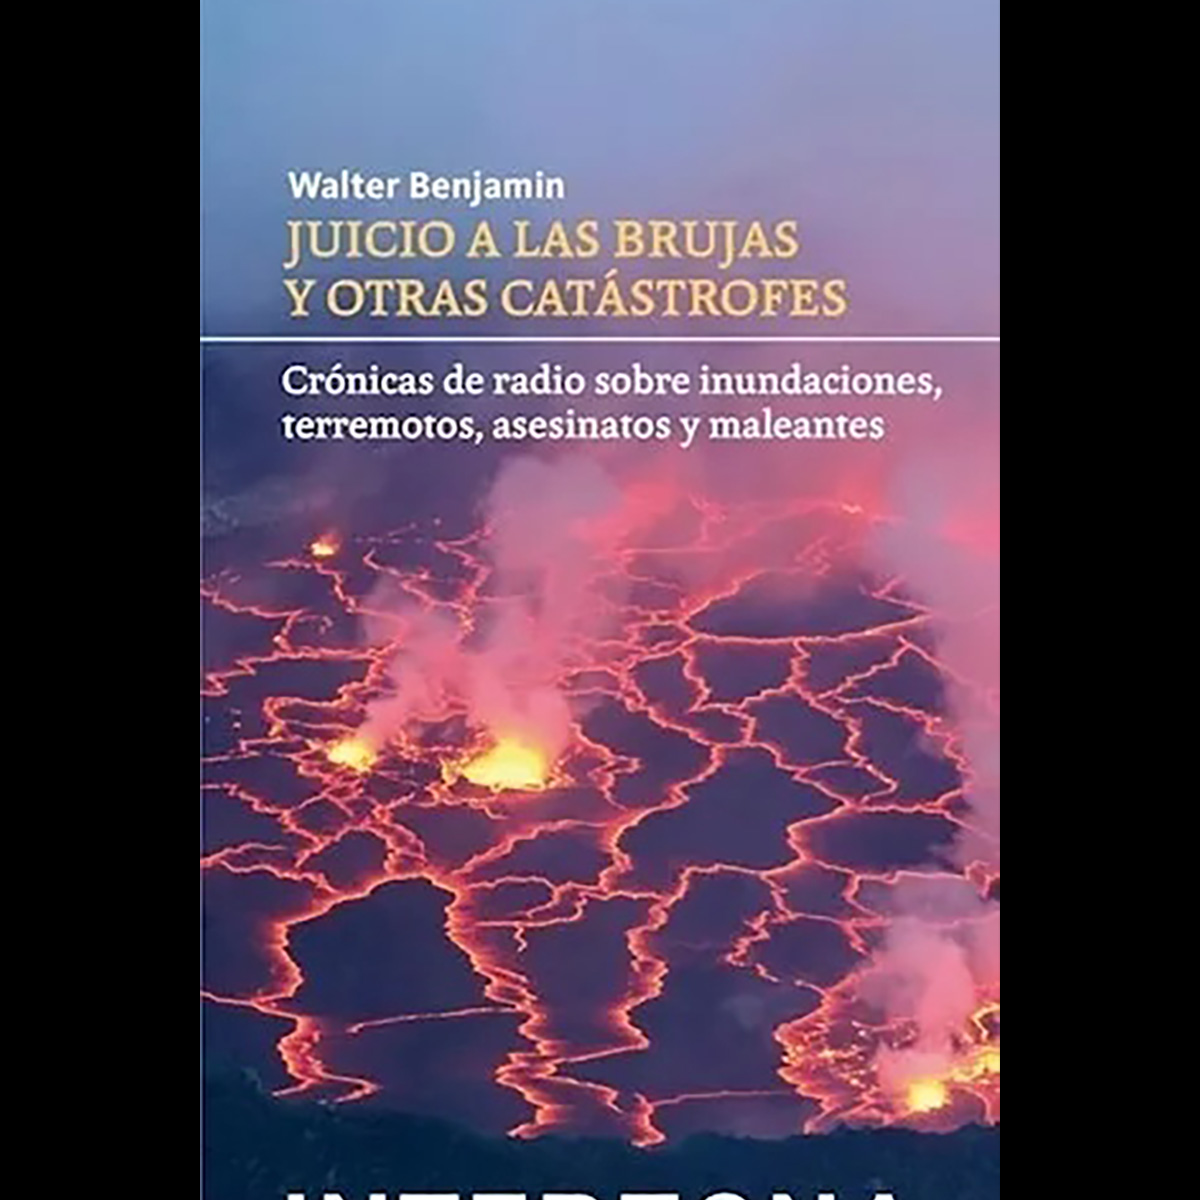 Walter Benjamin
JUICIO A LAS BRUJAS
Y OTRAS CATÁSTROFES
Crónicas de radio sobre inundaciones,
terremotos, asesinatos y maleantes